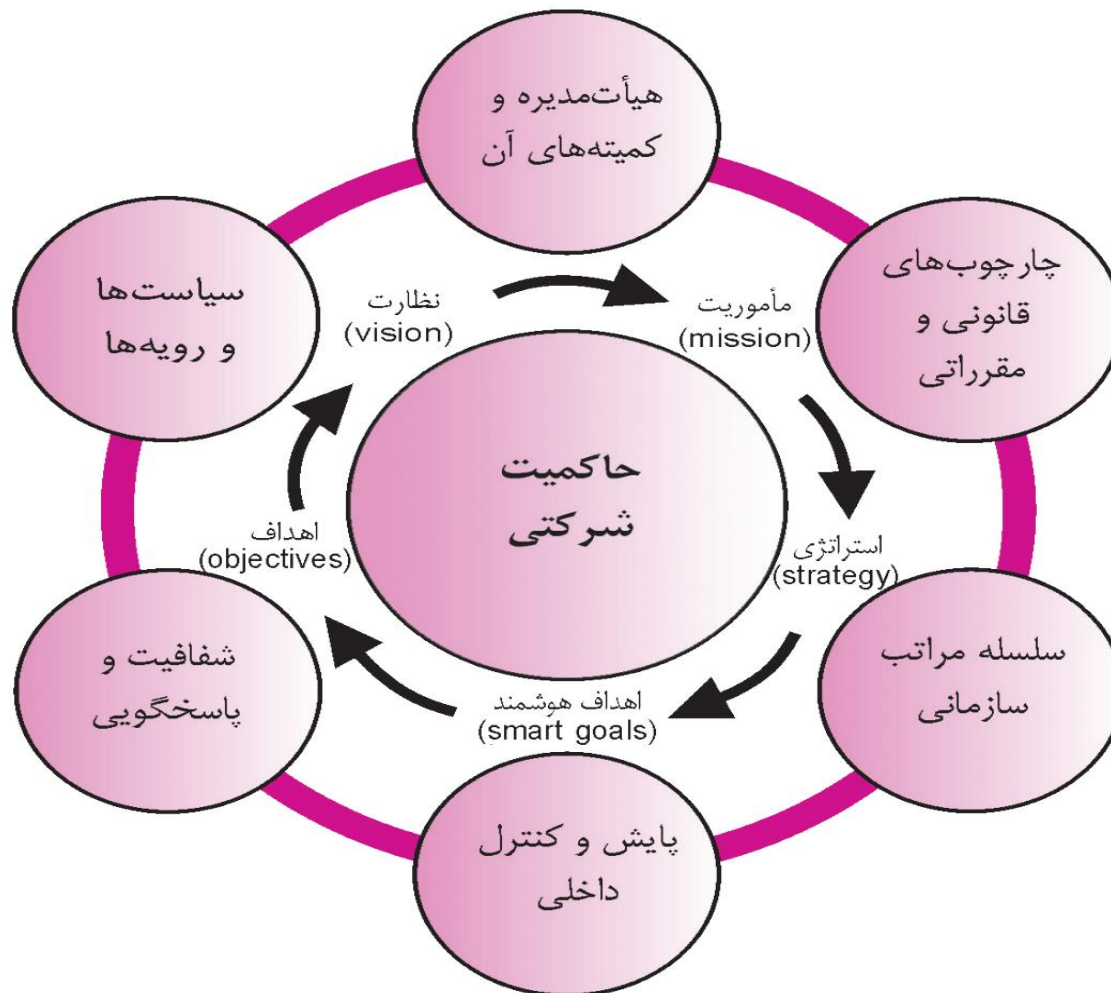 هیأت‌مدیره و
کمیته‌های آن
چارچوب‌های
قانونی و
مقرراتی
سیاست‌ها
و رویه‌ها
نظارت
(vision)
مأموریت
(mission)
حاکمیت
شرکتی
استراتژی
(strategy)
اهداف
(objectives)
اهداف هوشمند
(smart goals)
سلسله مراتب
سازمانی
شفافیت و
پاسخگویی
پایش و کنترل
داخلی